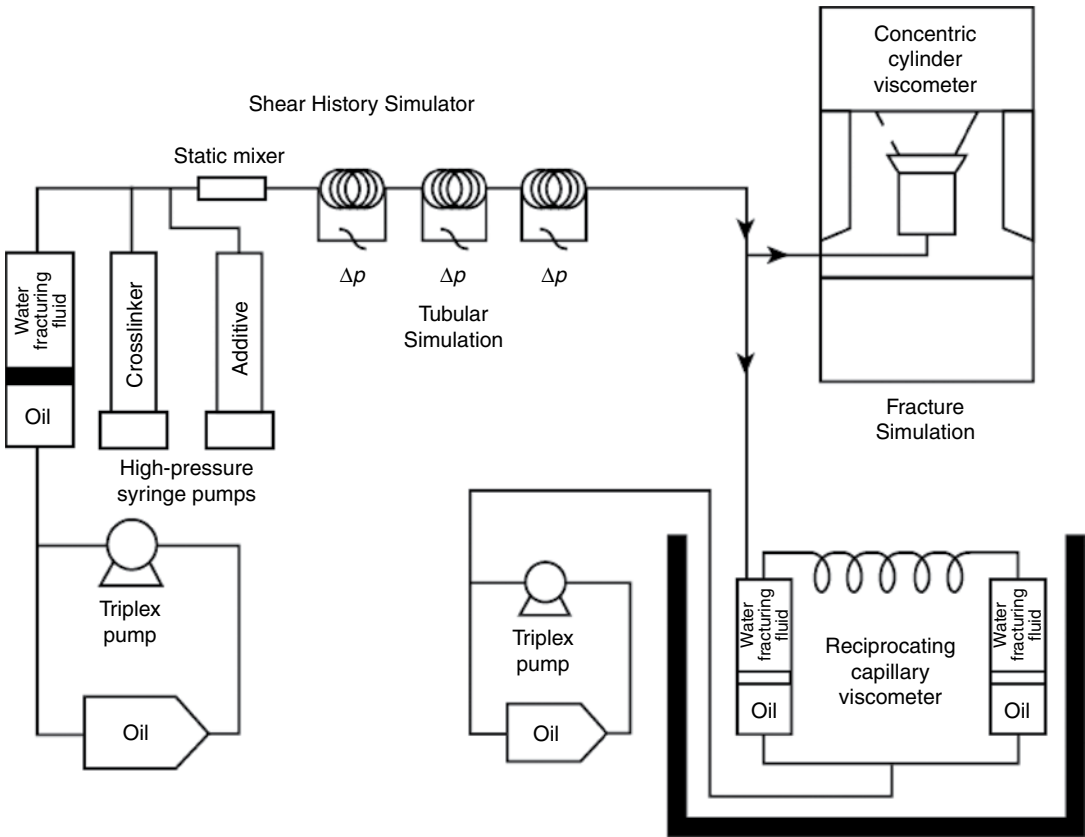 Concentric
cylinder
viscometer
Shear History Simulator
Static mixer
Δp
Δp
Δp
Tubular
Simulation
Water
fracturing
fluid
Oil
Crosslinker
Additive
High-pressure
syringe pumps
Fracture
Simulation
Triplex
pump
Oil
Triplex
pump
Oil
Water
fracturing
fluid
Oil
Reciprocating
capillary
viscometer
Water
fracturing
fluid
Oil